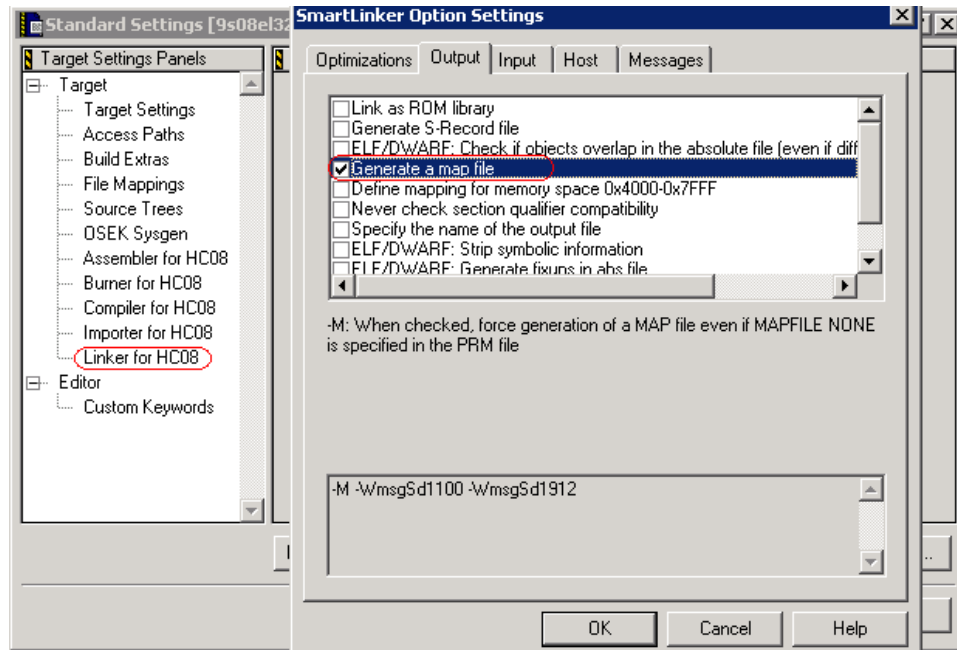 Standard Settings [9s08el32
Target Settings Panels
Target
Target Settings
Access Paths
Build Extras
File Mappings
Source Trees
OSEK Sysgen
Assembler for HC08
Burner for HC08
Compiler for HC08
Importer for HC08
Linker for HC08
Editor
Custom Keywords
SmartLinker Option Settings
Optimizations Output Input Host Messages
Link as ROM library
Generate S-Record file
ELF/DWARF: Check if objects overlap in the absolute file (even if diff
Generate a map file
Define mapping for memory space 0x4000-0x7FFF
Never check section qualifier compatibility
Specify the name of the output file
ELF/DWARF: Strip symbolic information
ELF/DWARF: Generate fixups in abs file
-M: When checked, force generation of a MAP file even if MAPFILE NONE
is specified in the PRM file
-M -WmsgSd1100 -WmsgSd1912
OK Cancel Help